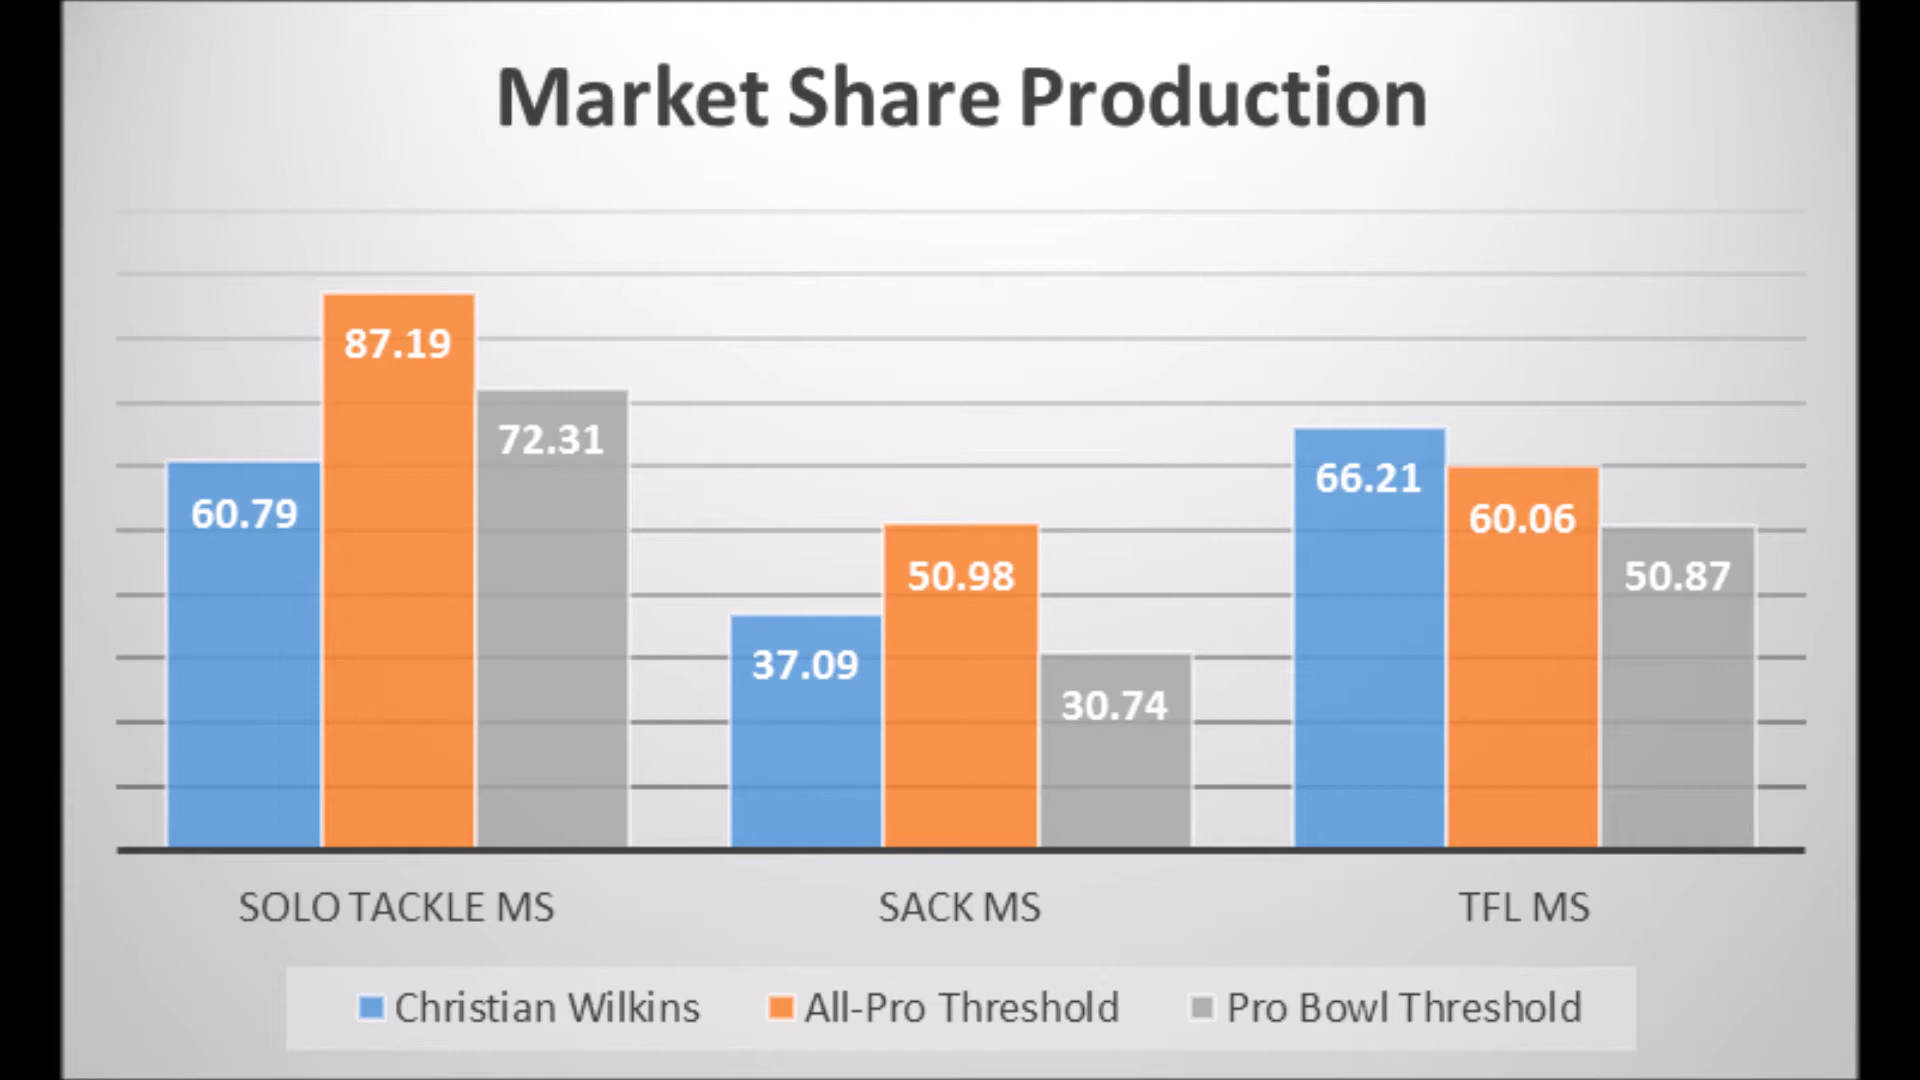 Market Share Production
87.19
72.31
60.79
66.21
60.06
50.98
50.87
37.09
30.74
SOLO TACKLE MS
SACK MS
TFL MS
Christian Wilkins
All-Pro Threshold
Pro Bowl Threshold